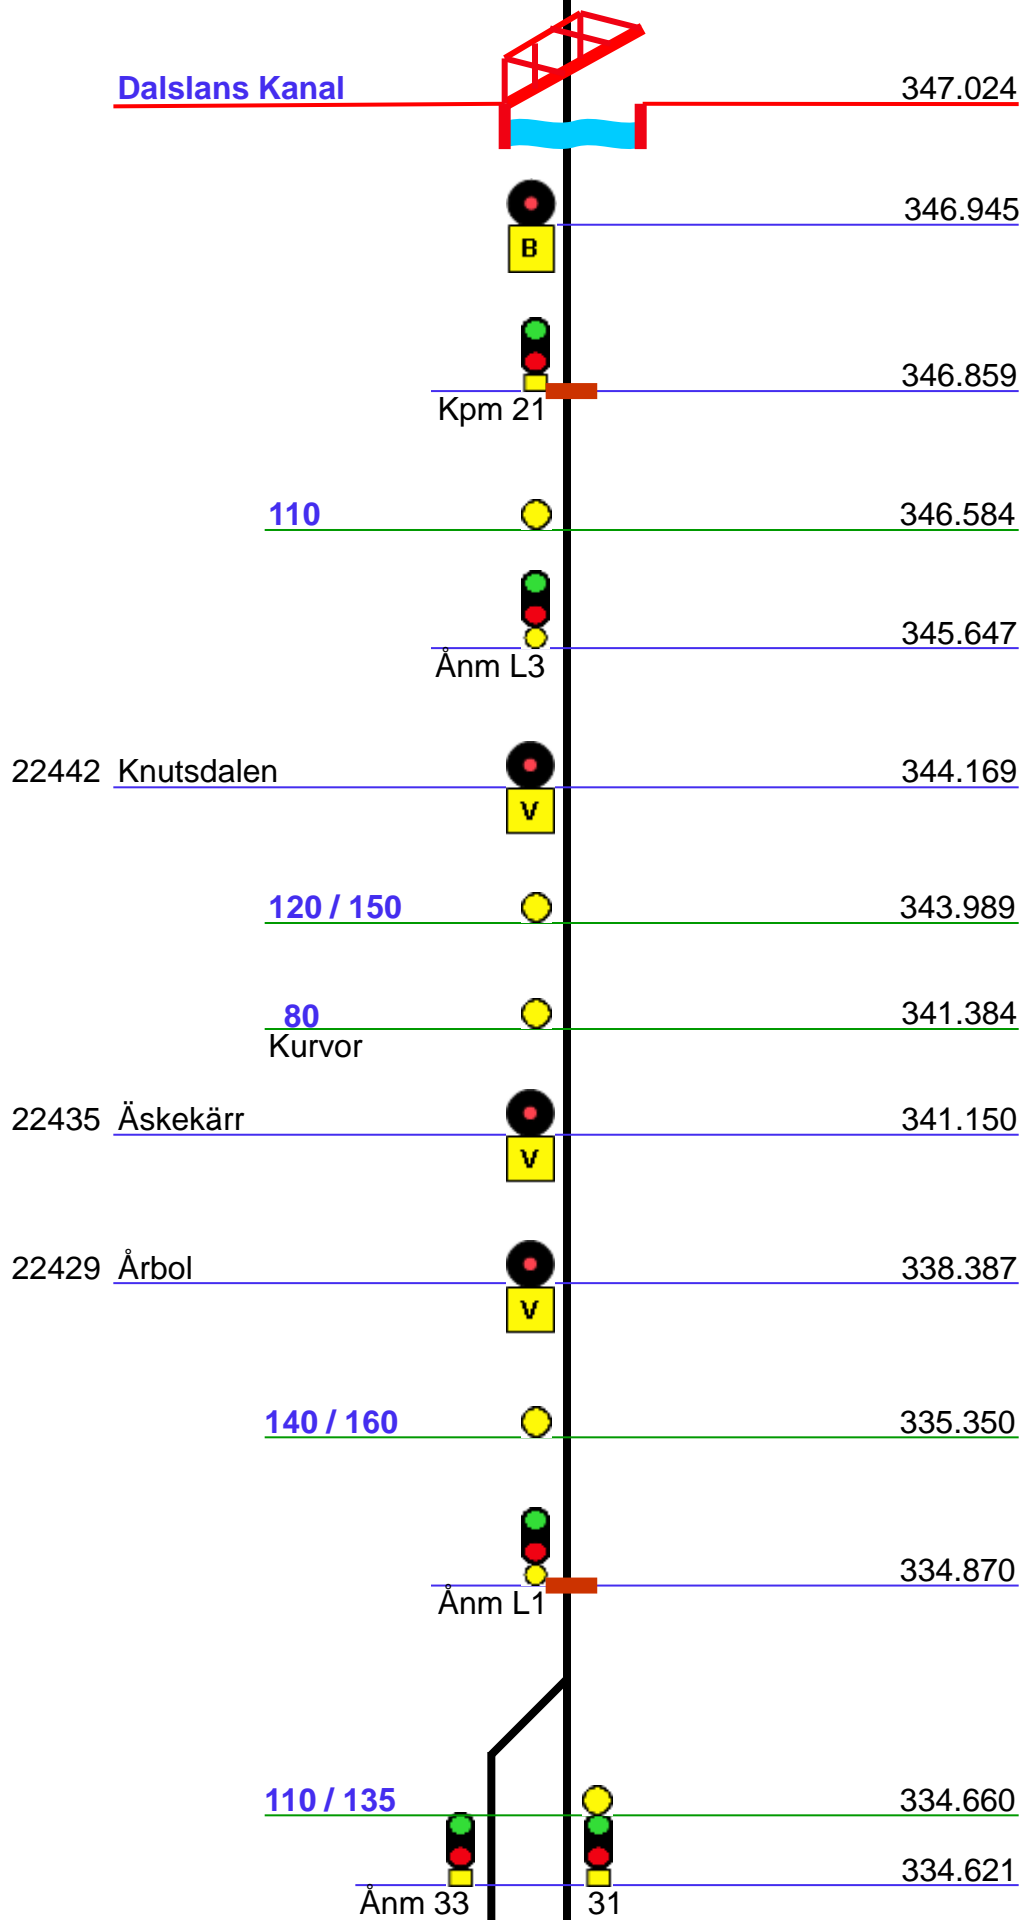 Dalslans Kanal 347.024
346.945
B
346.859
Kpm 21
110 346.584
345.647
Ånm L3
22442 Knutsdalen 344.169
V
120 / 150 343.989
80 341.384
Kurvor
22435 Äskekärr 341.150
V
22429 Årbol 338.387
V
140 / 160 335.350
334.870
Ånm L1
110 / 135 334.660
334.621
Ånm 33 31